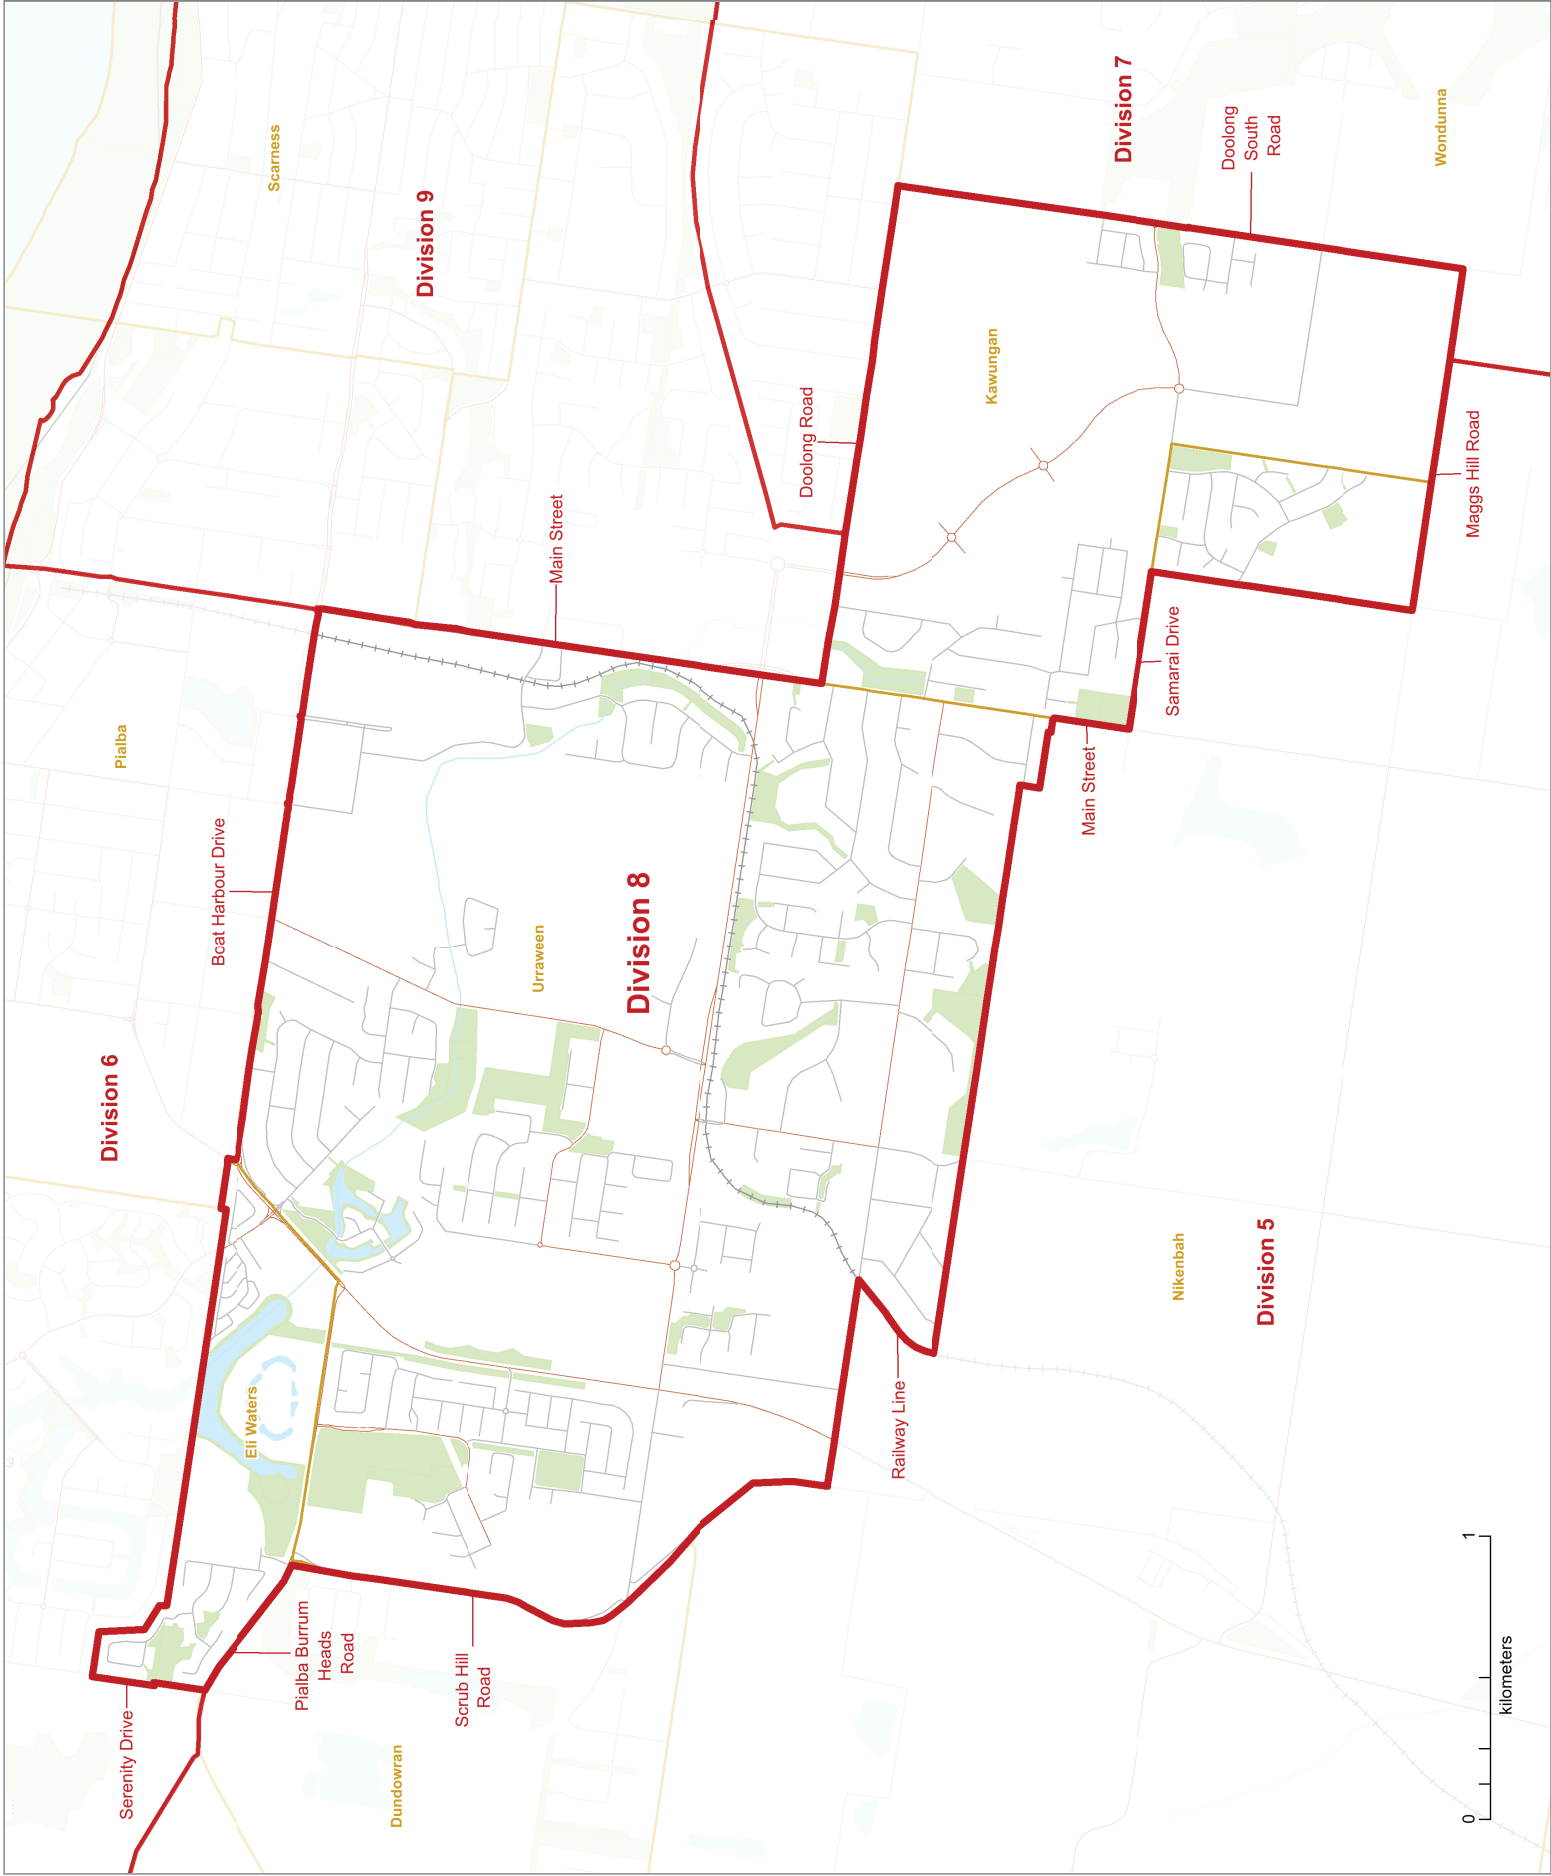 Serenity Drive
Pialba Burrum
Heads
Road
Scrub Hill
Road
Dundowran
Eli Waters
Division 6
Pialba
Boat Harbour Drive
Urraween
Division 8
Main Street
Scarness
Division 9
Doolong Road
Kawungan
Division 7
Doolong
South
Road
Wondunna
Railway Line
Main Street
Samarai Drive
Maggs Hill Road
Nikenbah
Division 5
0
1
kilometers